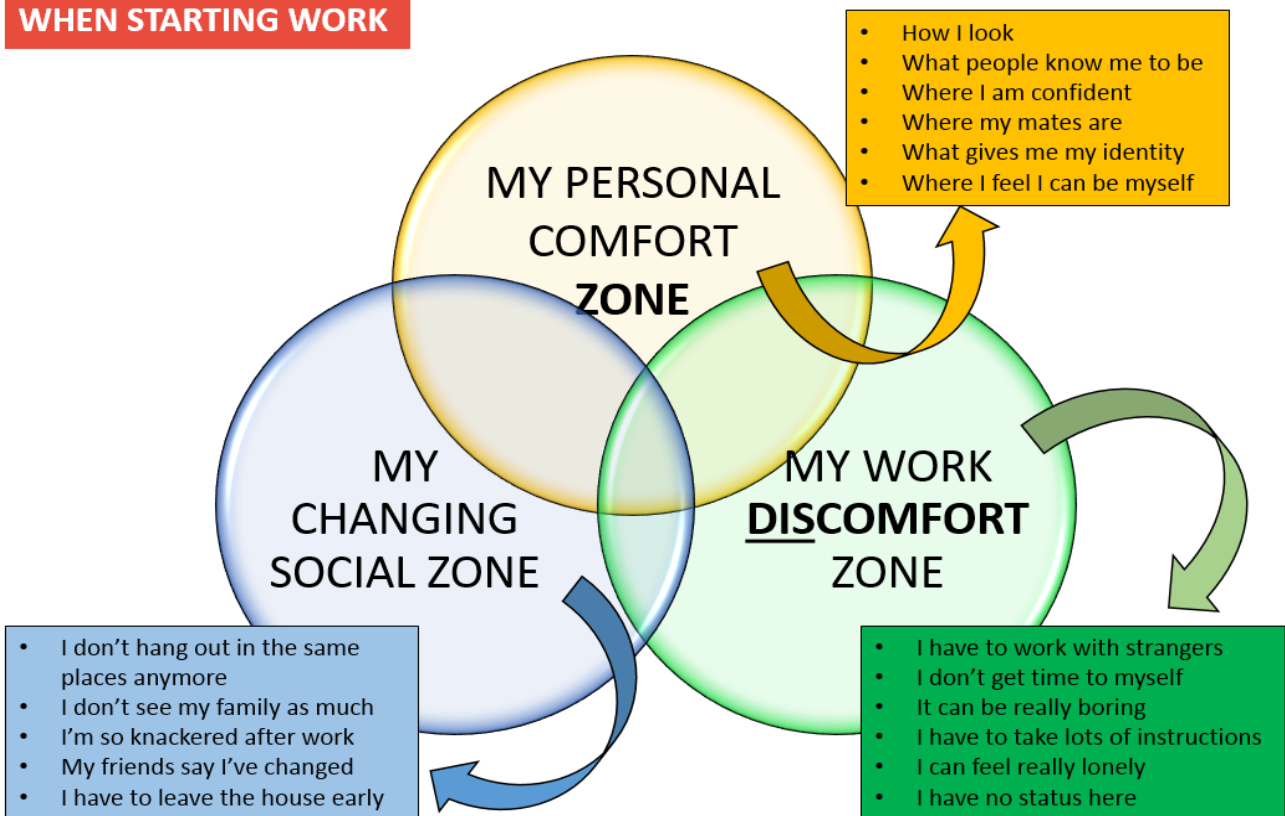 WHEN STARTING WORK
• How I look
• What people know me to be
• Where I am confident
• Where my mates are
• What gives me my identity
• Where I feel I can be myself
MY PERSONAL
COMFORT
ZONE
MY
CHANGING
SOCIAL ZONE
MY WORK
DISCOMFORT
ZONE
• I don’t hang out in the same
places anymore
• I don’t see my family as much
• I’m so knackered after work
• My friends say I’ve changed
• I have to leave the house early
• I have to work with strangers
• I don’t get time to myself
• It can be really boring
• I have to take lots of instructions
• I can feel really lonely
• I have no status here